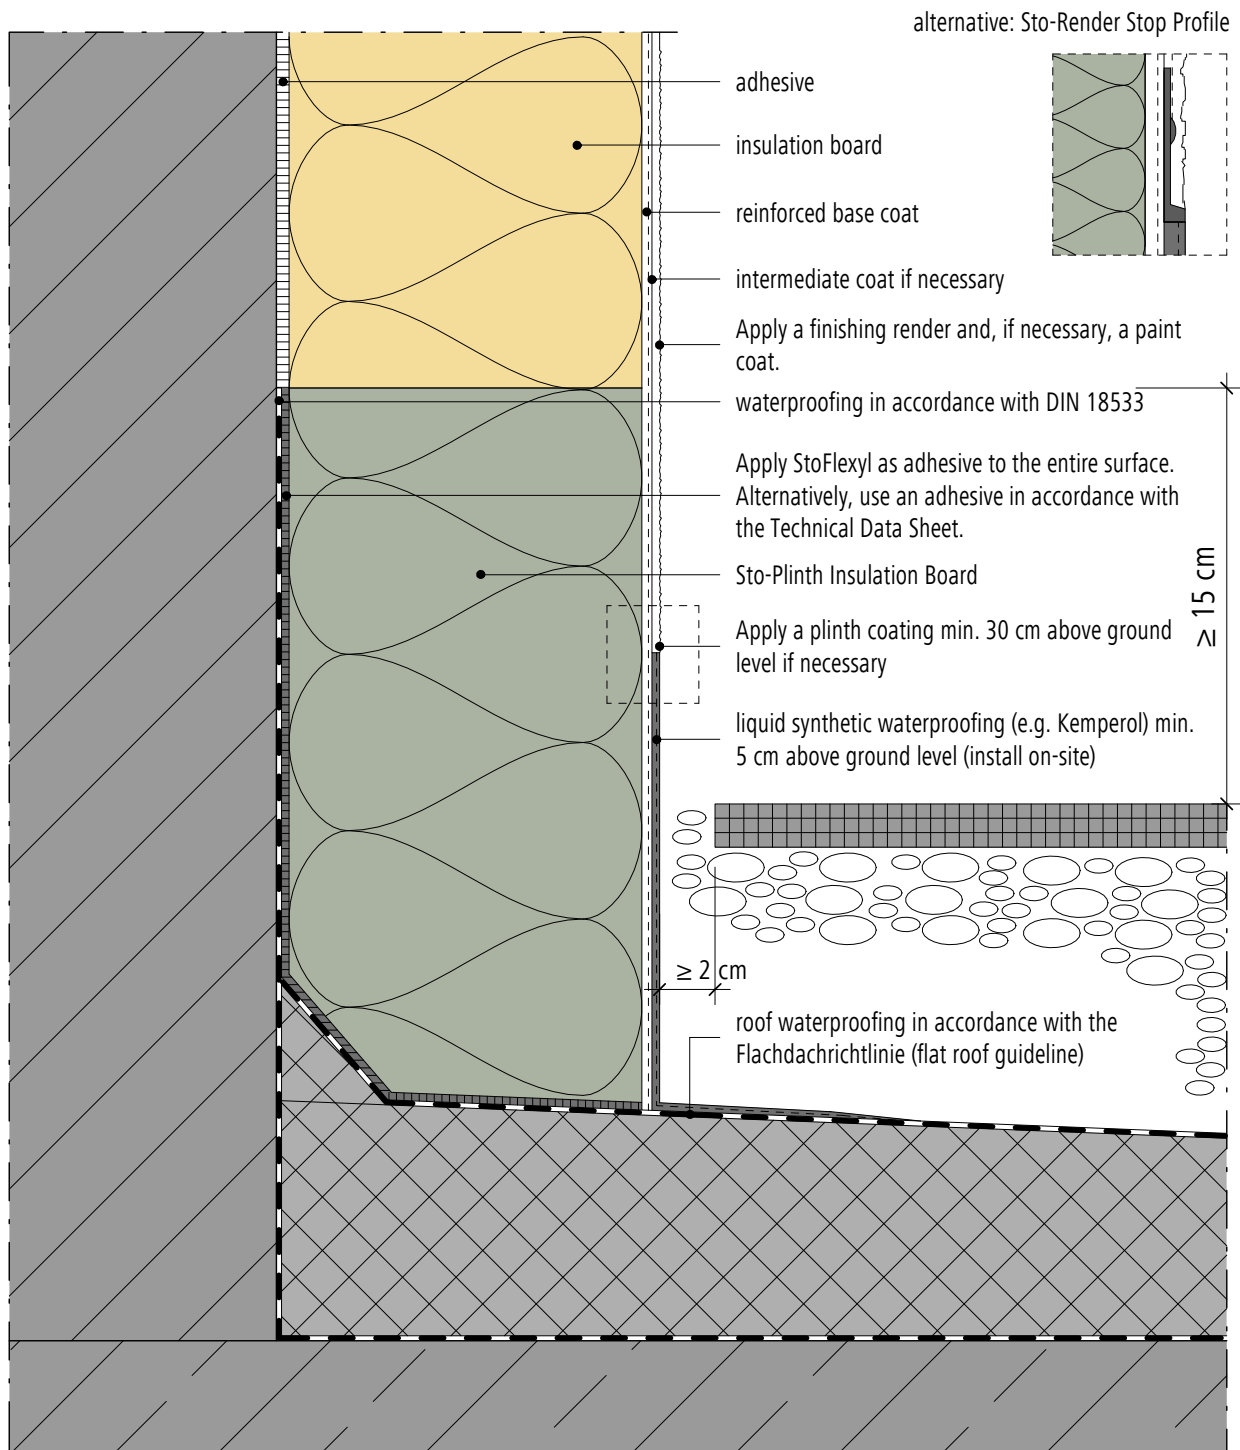 alternative: Sto-Render Stop Profile
adhesive
insulation board
reinforced base coat
intermediate coat if necessary
Apply a finishing render and, if necessary, a paint
coat.
waterproofing in accordance with DIN 18533
Apply StoFlexyl as adhesive to the entire surface.
Alternatively, use an adhesive in accordance with
the Technical Data Sheet.
Sto-Plinth Insulation Board
≥ 15 cm
Apply a plinth coating min. 30 cm above ground
level if necessary
liquid synthetic waterproofing (e.g. Kemperol) min.
5 cm above ground level (install on-site)
≥ 2 cm
roof waterproofing in accordance with the
Flachdachrichtlinie (flat roof guideline)